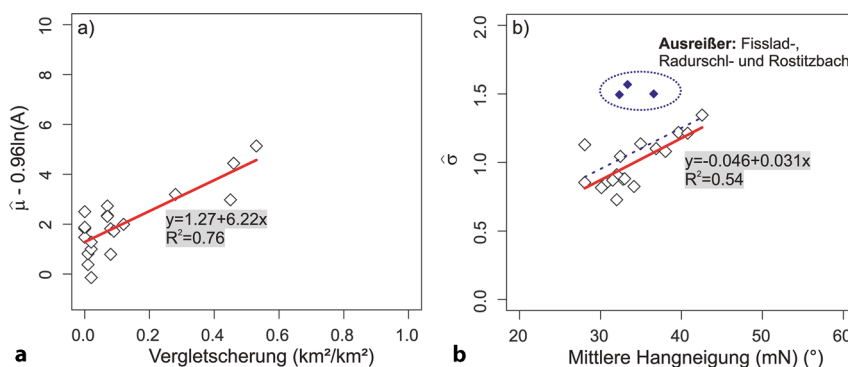 a)
10
8
6
4
2
0
μ̂ - 0.96ln(A)
y=1.27+6.22x
R²=0.76
0.0 0.2 0.4 0.6 0.8 1.0
a Vergletscherung (km²/km²)
b)
Ausreißer: Fisslad-,
Radurschl- und Rostitzbach
2.0
1.5
1.0
0.5
0.0
σ̂
y=-0.046+0.031x
R²=0.54
20 30 40 50 60
b Mittlere Hangneigung (mN) (°)